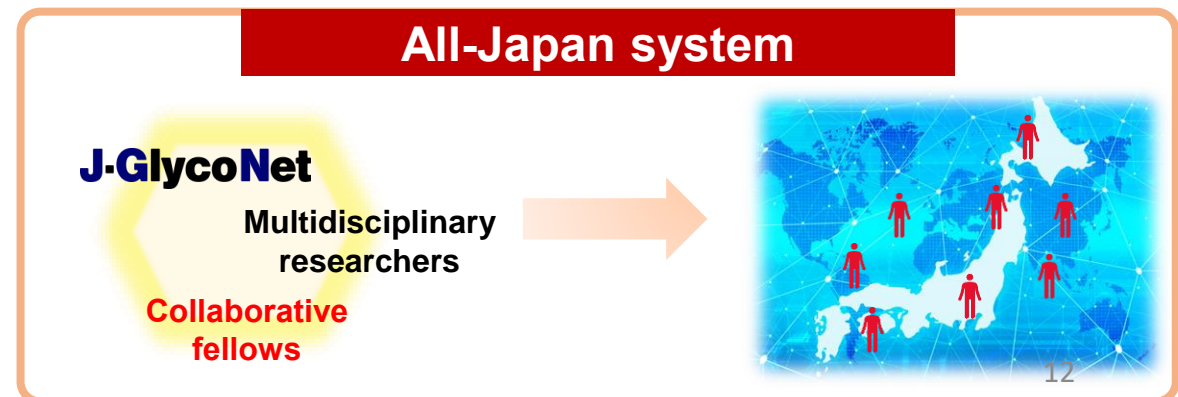 All-Japan system
J-GlycoNet
Multidisciplinary
researchers
Collaborative
fellows
12